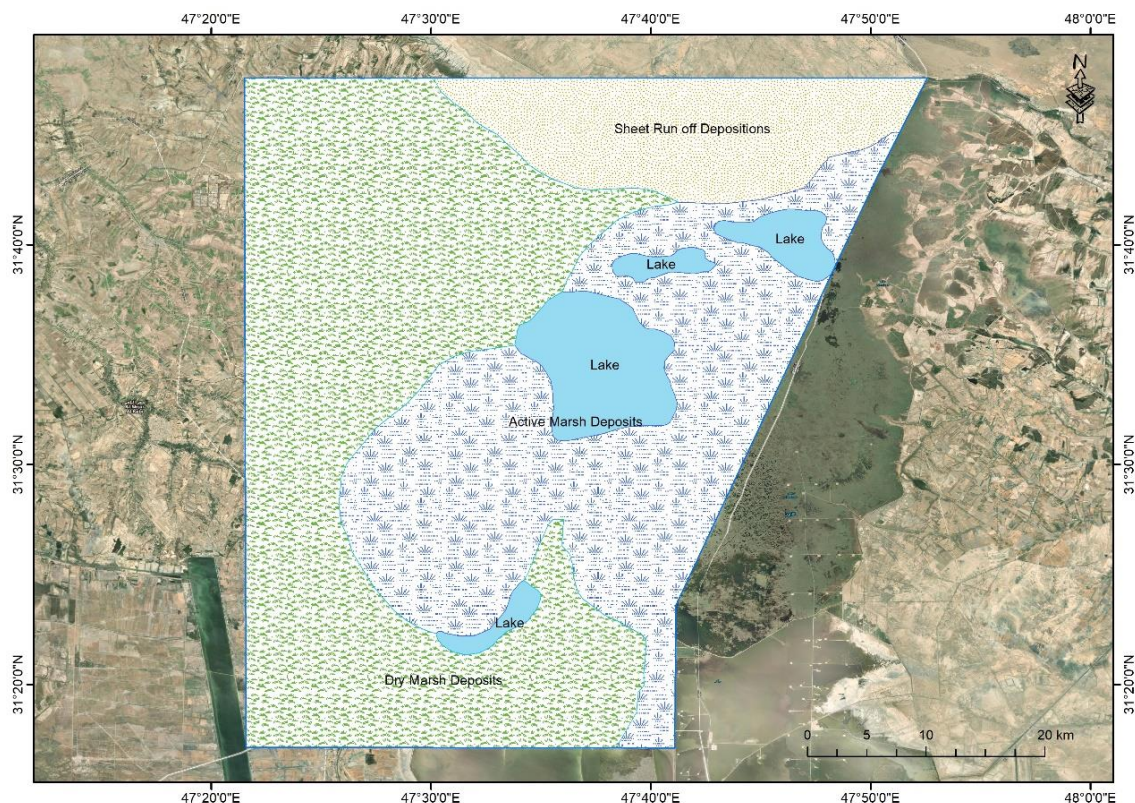 47°20'0"E 47°30'0"E 47°40'0"E 47°50'0"E 48°0'0"E
N
Sheet Run off Depositions
31°40'0"N Lake 31°40'0"N
Lake
Lake
Active Marsh Deposits
31°30'0"N 31°30'0"N
Lake
Dry Marsh Deposits
31°20'0"N 31°20'0"N
0 5 10 20 km
47°20'0"E 47°30'0"E 47°40'0"E 47°50'0"E 48°0'0"E